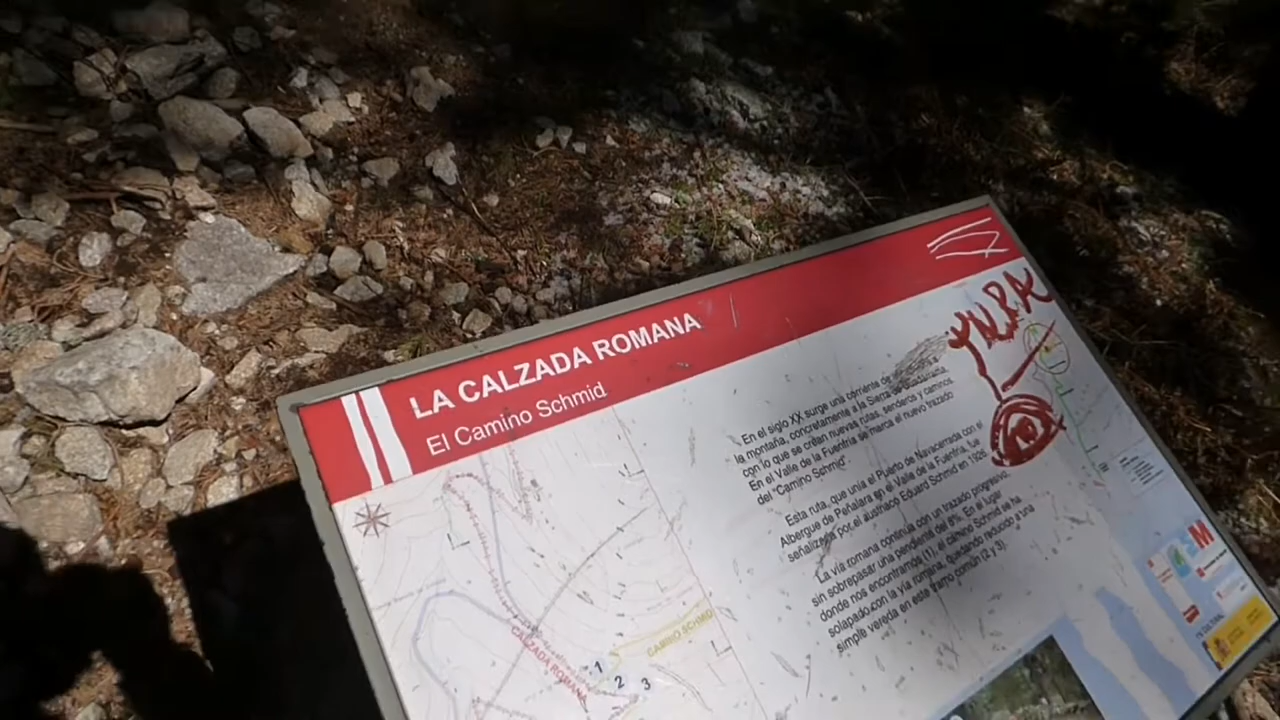 LA CALZADA ROMANA
El Camino Schmid
En el siglo XX surge una corriente de
la montaña, concretamente a la Sierra de Guadarrama,
con lo que se crean nuevas rutas, senderos y caminos.
En el Valle de la Fuenfría se marca el nuevo trazado
del "Camino Schmid".
Esta ruta, que unía el Puerto de Navacerrada con el
Albergue de Peñalara en el Valle de la Fuenfría, fue
señalizada por el austriaco Eduard Schmid en 1926.
La vía romana continúa con un trazado progresivo,
sin sobrepasar una pendiente del 8%. En el lugar
donde nos encontramos (1), el camino Schmid se ha
solapado con la vía romana, quedando reducido a una
simple vereda en este tramo común (2 y 3).
CALZADA ROMANA
CAMINO SCHMID
1
2
3
M